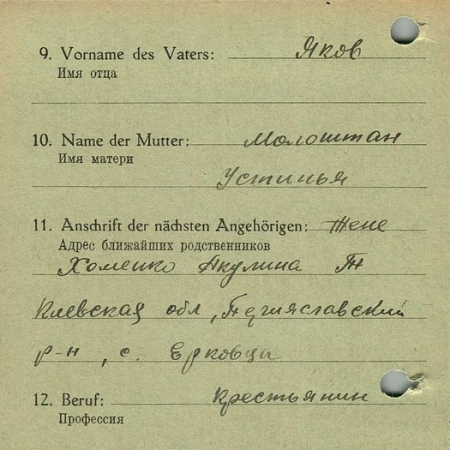 9. Vorname des Vaters: Яков
Имя отца
10. Name der Mutter: Молоштан
Имя матери
Устинья
11. Anschrift der nächsten Angehörigen: Жене
Адрес ближайших родственников
Хоменко Акулина
Киевская обл,
р-н, с. Ерковцы
12. Beruf: крестьянин
Профессия